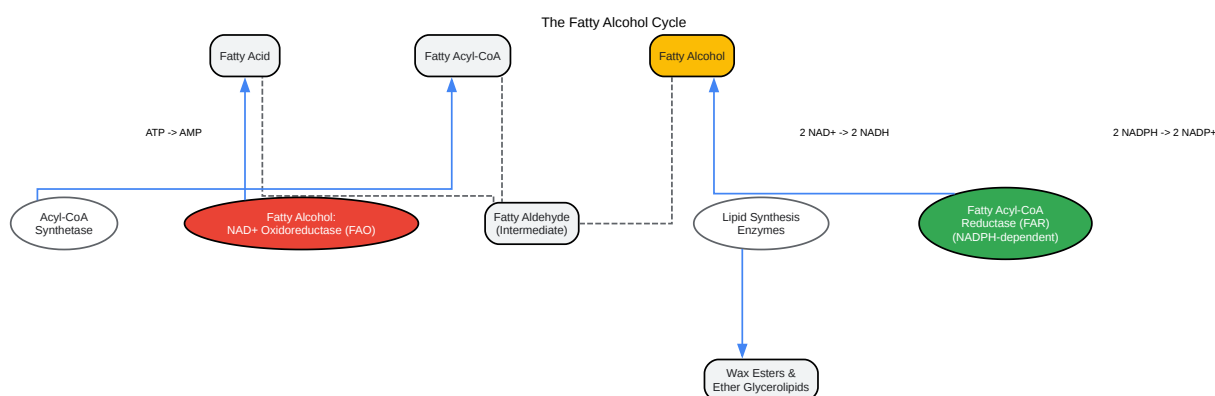 The Fatty Alcohol Cycle
Fatty Acid
Fatty Acyl-CoA
Fatty Alcohol
ATP -> AMP
2 NAD+ -> 2 NADH
2 NADPH -> 2 NADP+
Acyl-CoA
Synthetase
Fatty Alcohol:
NAD+ Oxidoreductase (FAO)
Fatty Aldehyde
(Intermediate)
Lipid Synthesis
Enzymes
Fatty Acyl-CoA
Reductase (FAR)
(NADPH-dependent)
Wax Esters &
Ether Glycerolipids